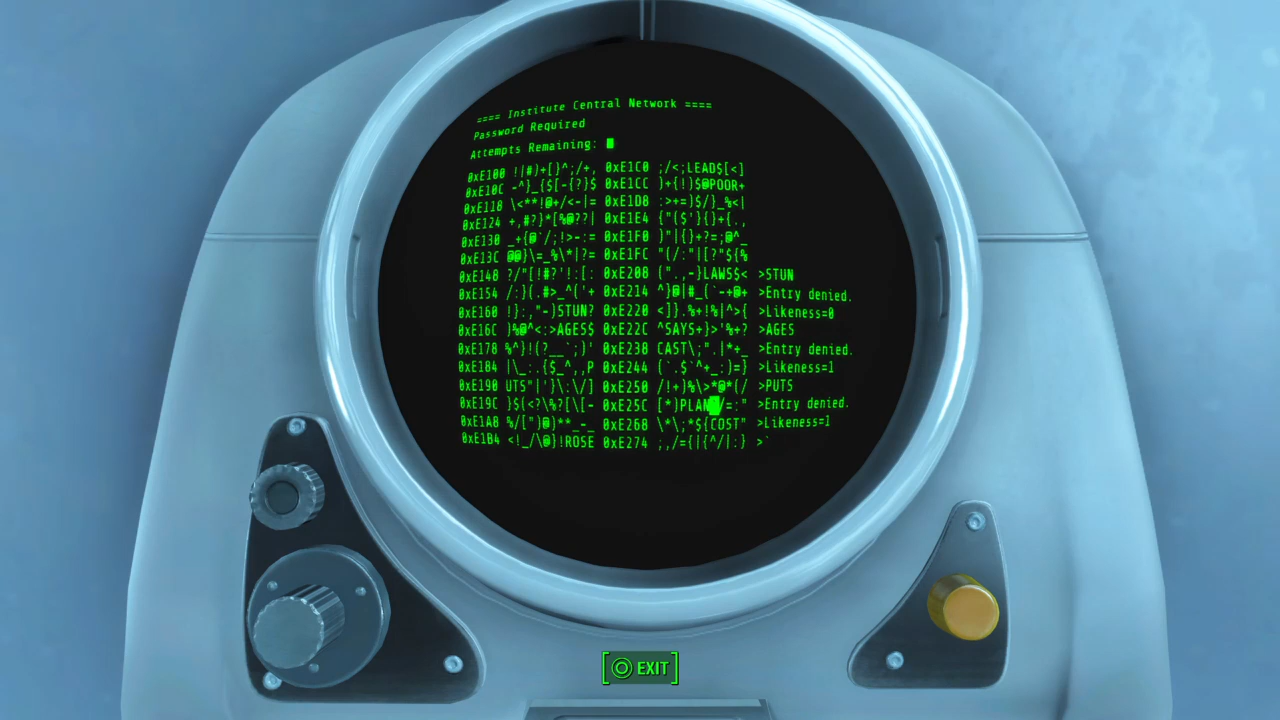 ==== Institute Central Network ====
Password Required
Attempts Remaining: █
0xE100 !|#)+[}^;/+, 0xE1C0 ;/<;LEAD$[<]
0xE10C -^}_{$[-{?}$ 0xE1CC )+{!)$@POOR+
0xE118 \<**!@+/<-|= 0xE1D8 :>+=)$/}_%<|
0xE124 +,#?}*[%@??| 0xE1E4 {"($'}{}+{.,
0xE130 _+{@`/;!>-:= 0xE1F0 )"|{}+?=;@^_
0xE13C @@}\=_%\*|?= 0xE1FC "(/:"|[?"${%
0xE148 ?/"[!#?'!:[: 0xE208 (".,-}LAWS$< >STUN
0xE154 /:}(.#>_^('+ 0xE214 ^}@|#_(`-+@+ >Entry denied.
0xE160 !}:,"-)STUN? 0xE220 <]}.%+!%|^>{ >Likeness=0
0xE16C )%@^<:>AGES$ 0xE22C ^SAYS+}>'%+? >AGES
0xE178 %^}!(?__`;)' 0xE238 CAST\;".|*+_ >Entry denied.
0xE184 |\_:.{$_^,,P 0xE244 (`.$`^+_:)=} >Likeness=1
0xE190 UTS"|'}\:\/] 0xE250 /!+)%\>*@*(/ >PUTS
0xE19C )$(<?\%?[\[- 0xE25C [*)PLAN█/=:" >Entry denied.
0xE1A8 %/[")@)**_-_ 0xE268 \*\;*${COST" >Likeness=1
0xE1B4 <!_/\@}!ROSE 0xE274 ;,/={|{^/|:} >`
EXIT